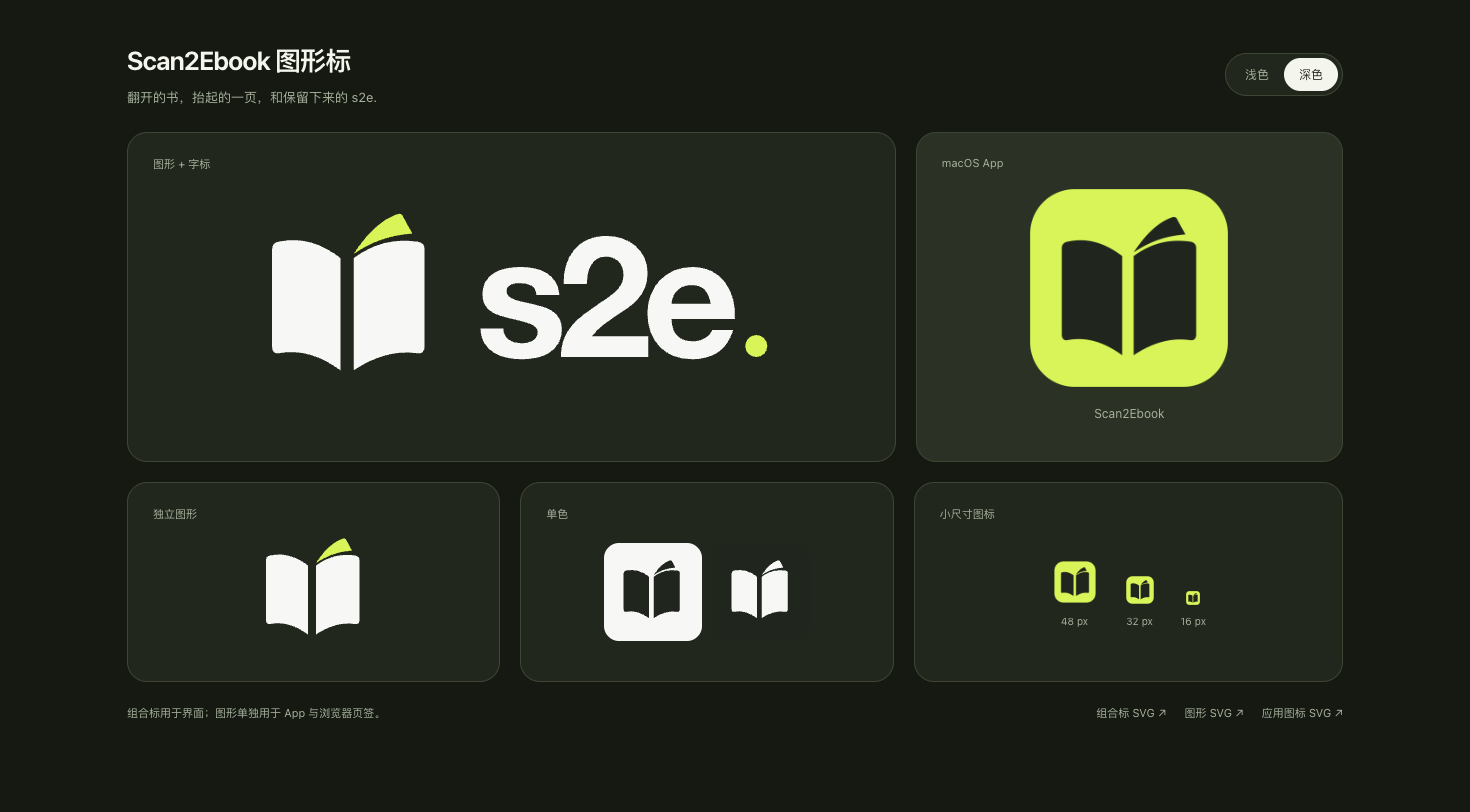 Scan2Ebook 图形标
翻开的书，抬起的一页，和保留下来的 s2e.
浅色
深色
图形 + 字标
s2e.
macOS App
Scan2Ebook
独立图形
单色
小尺寸图标
48 px
32 px
16 px
组合标用于界面；图形单独用于 App 与浏览器页签。
组合标 SVG ↗
图形 SVG ↗
应用图标 SVG ↗